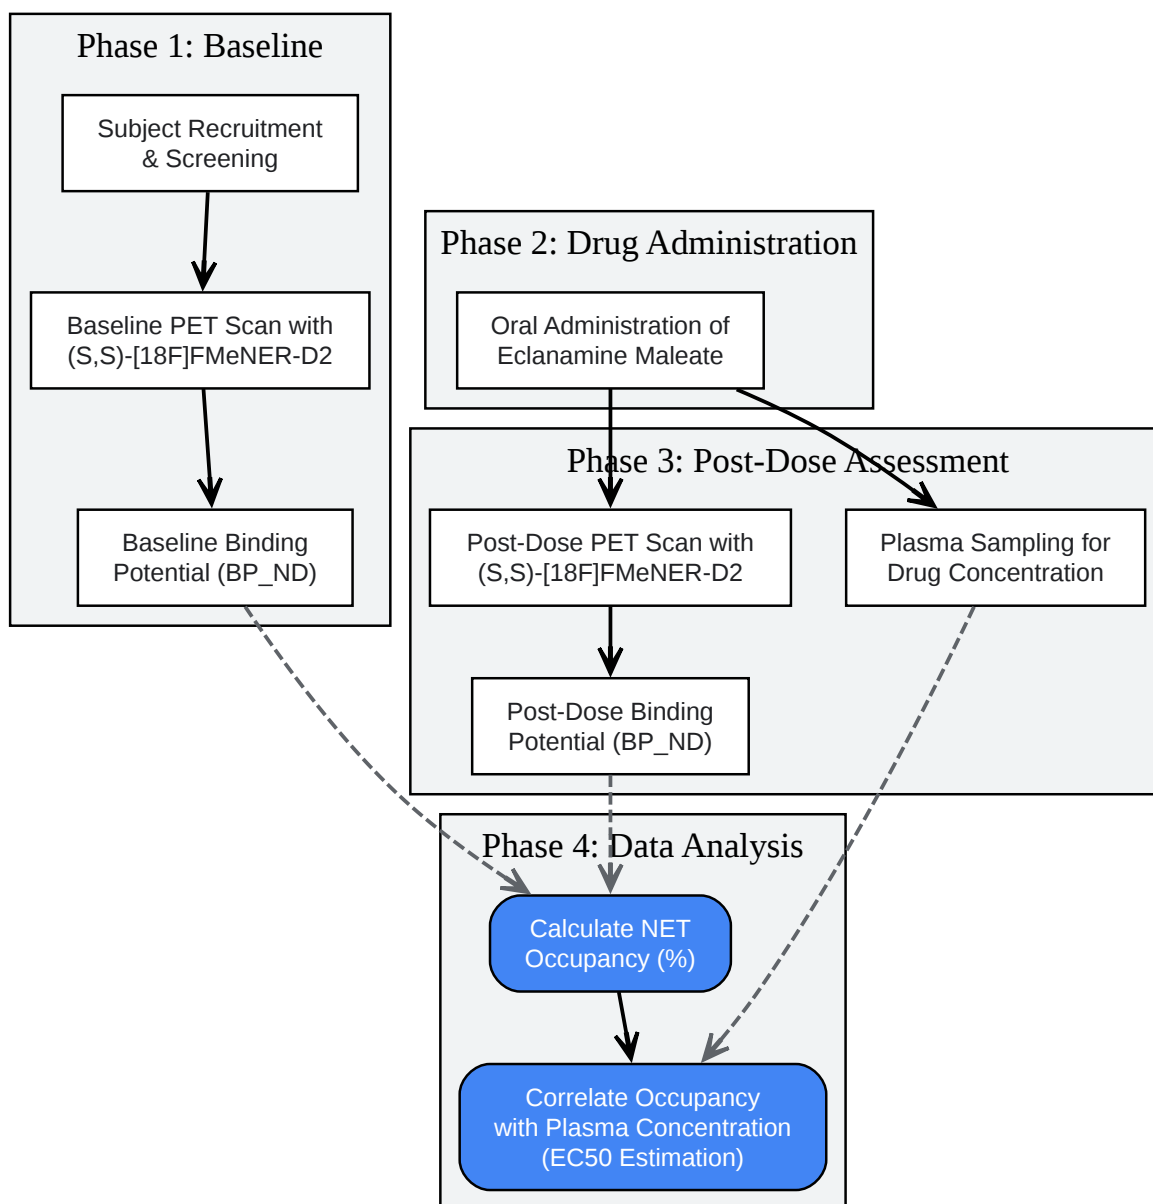 Phase 1: Baseline
Subject Recruitment
& Screening
Baseline PET Scan with
(S,S)-[18F]FMeNER-D2
Baseline Binding
Potential (BP_ND)
Phase 2: Drug Administration
Oral Administration of
Eclanamine Maleate
Phase 3: Post-Dose Assessment
Post-Dose PET Scan with
(S,S)-[18F]FMeNER-D2
Plasma Sampling for
Drug Concentration
Post-Dose Binding
Potential (BP_ND)
Phase 4: Data Analysis
Calculate NET
Occupancy (%)
Correlate Occupancy
with Plasma Concentration
(EC50 Estimation)